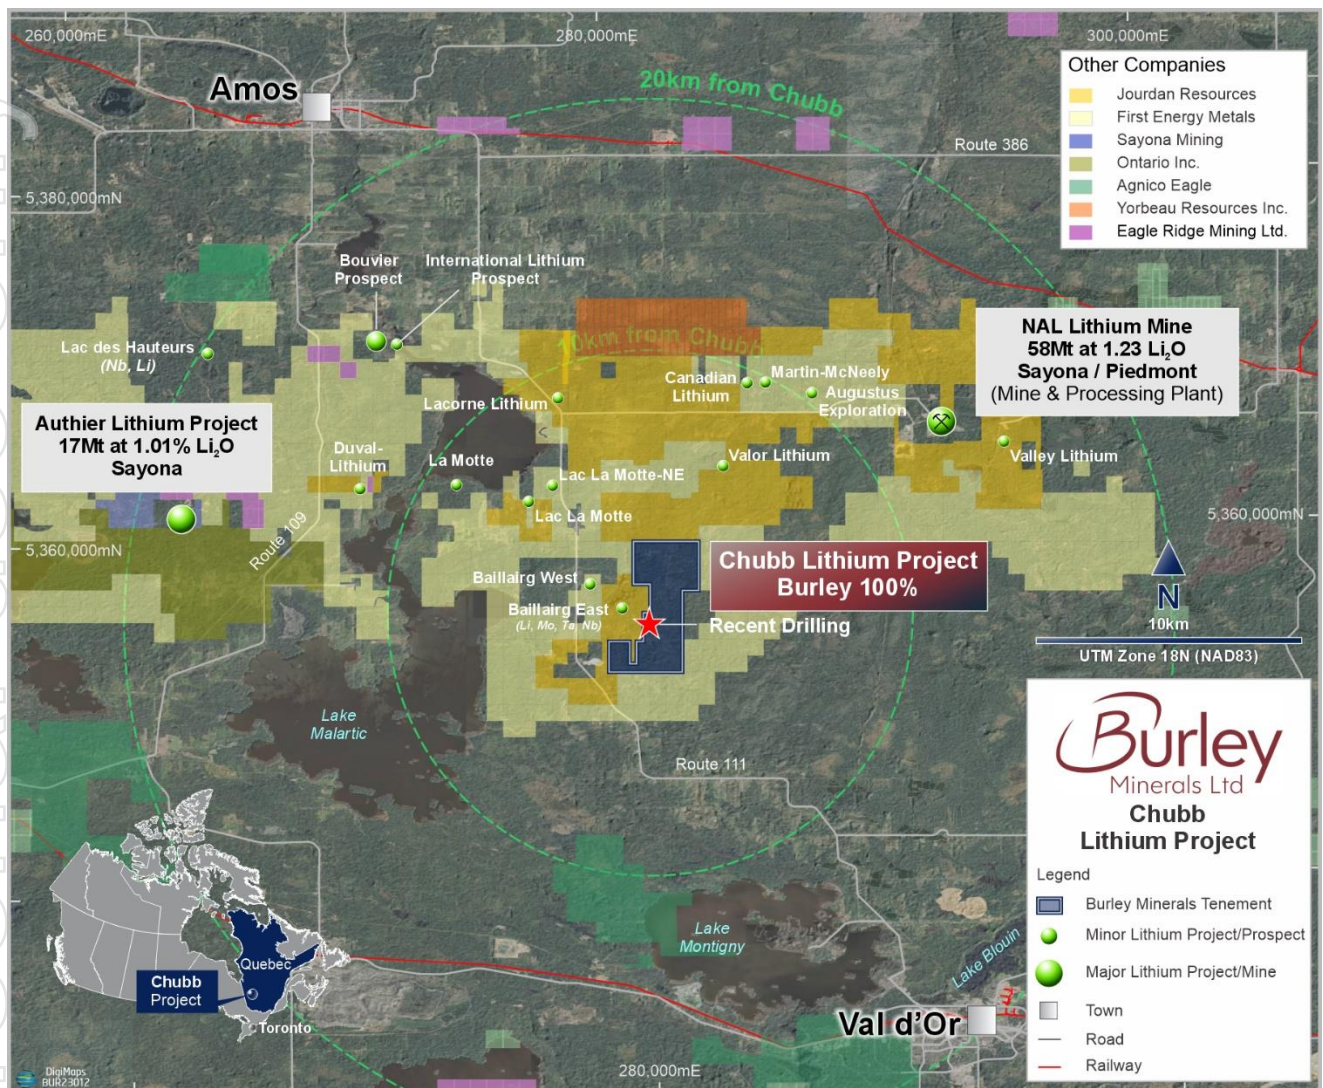 260,000mE
280,000mE
300,000mE
Amos
20km from Chubb
Other Companies
Jourdan Resources
First Energy Metals
Sayona Mining
Ontario Inc.
Agnico Eagle
Yorbeau Resources Inc.
Eagle Ridge Mining Ltd.
Route 386
5,380,000mN
Bouvier
Prospect
International Lithium
Prospect
Lac des Hauteurs
(Nb, Li)
10km from Chubb
NAL Lithium Mine
58Mt at 1.23 Li₂O
Sayona / Piedmont
(Mine & Processing Plant)
Canadian
Lithium
Martin-McNeely
Augustus
Exploration
Lacorne Lithium
Authier Lithium Project
17Mt at 1.01% Li₂O
Sayona
Duval-
Lithium
La Motte
Lac La Motte-NE
Lac La Motte
Valor Lithium
Valley Lithium
Route 109
5,360,000mN
5,360,000mN
Chubb Lithium Project
Burley 100%
Baillairg West
Baillairg East
(Li, Mo, Ta, Nb)
Recent Drilling
N
10km
UTM Zone 18N (NAD83)
Lake
Malartic
Route 111
Burley
Minerals Ltd
Chubb
Lithium Project
Legend
Burley Minerals Tenement
Minor Lithium Project/Prospect
Major Lithium Project/Mine
Town
Road
Railway
Lake
Montigny
Lake Blouin
Val d'Or
Quebec
Chubb
Project
Toronto
280,000mE
DigiMaps
BUR23012